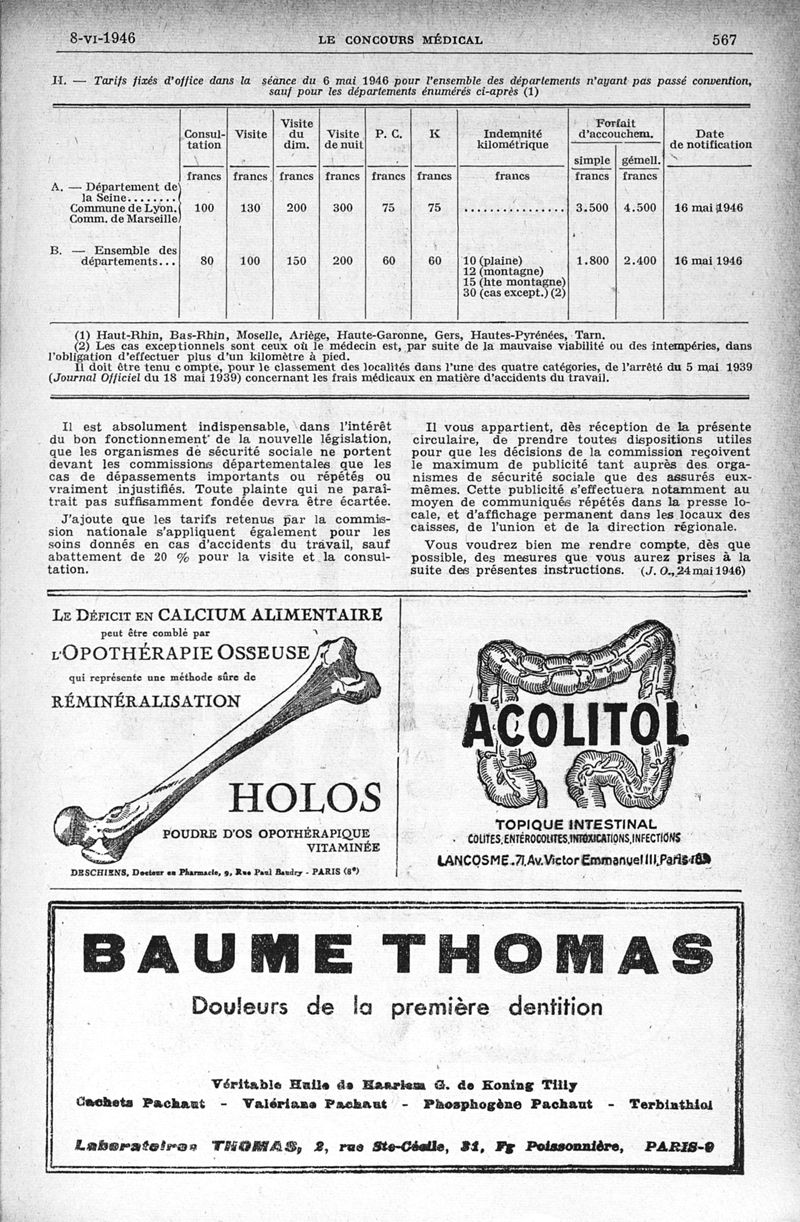 8-VI-1946 LE CONCOURS MÉDICAL 567
H. — Tarifs fixés d'office dans la séance du 6 mai 1946 pour l'ensemble des départements n'ayant pas passé convention,
sauf pour les départements énumérés ci-après (1)
Consul-
tation
Visite
Visite
du
dim.
Visite
de nuit
P. C.
K
Indemnité
kilométrique
Forfait
d'accouchem.
simple gémell.
Date
de notification
francs francs francs francs francs francs francs francs francs
A. — Département de
la Seine........
Commune de Lyon. 100 130 200 300 75 75 ................ 3.500 4.500 16 mai 1946
Comm. de Marseille
B. — Ensemble des
départements... 80 100 150 200 60 60 10 (plaine) 1.800 2.400 16 mai 1946
12 (montagne)
15 (hte montagne)
30 (cas except.) (2)
(1) Haut-Rhin, Bas-Rhin, Moselle, Ariège, Haute-Garonne, Gers, Hautes-Pyrénées, Tarn.
(2) Les cas exceptionnels sont ceux où le médecin est, par suite de la mauvaise viabilité ou des intempéries, dans
l'obligation d'effectuer plus d'un kilomètre à pied.
Il doit être tenu compte, pour le classement des localités dans l'une des quatre catégories, de l'arrêté du 5 mai 1939
(Journal Officiel du 18 mai 1939) concernant les frais médicaux en matière d'accidents du travail.
Il est absolument indispensable, dans l'intérêt
du bon fonctionnement de la nouvelle législation,
que les organismes de sécurité sociale ne portent
devant les commissions départementales que les
cas de dépassements importants ou répétés ou
vraiment injustifiés. Toute plainte qui ne paraî-
trait pas suffisamment fondée devra être écartée.
J'ajoute que les tarifs retenus par la commis-
sion nationale s'appliquent également pour les
soins donnés en cas d'accidents du travail, sauf
abattement de 20 % pour la visite et la consul-
tation.
Il vous appartient, dès réception de la présente
circulaire, de prendre toutes dispositions utiles
pour que les décisions de la commission reçoivent
le maximum de publicité tant auprès des orga-
nismes de sécurité sociale que des assurés eux-
mêmes. Cette publicité s'effectuera notamment au
moyen de communiqués répétés dans la presse lo-
cale, et d'affichage permanent dans les locaux des
caisses, de l'union et de la direction régionale.
Vous voudrez bien me rendre compte, dès que
possible, des mesures que vous aurez prises à la
suite des présentes instructions. (J. O., 24 mai 1946)
LE DÉFICIT EN CALCIUM ALIMENTAIRE
peut être comblé par
L'OPOTHÉRAPIE OSSEUSE
qui représente une méthode sûre de
RÉMINÉRALISATION
HOLOS
POUDRE D'OS OPOTHÉRAPIQUE
VITAMINÉE
DESCHIENS, Docteur en Pharmacie, 9, Rue Paul Baudry - PARIS (8e)
ACOLITOL
TOPIQUE INTESTINAL
COLITES, ENTÉROCOLITES, INTOXICATIONS, INFECTIONS
LANCOSME. 71, Av. Victor Emmanuel III, Paris
BAUME THOMAS
Douleurs de la première dentition
Véritable Huile de Haarlem G. de Koning Tilly
Cachets Pachaut - Valériane Pachaut - Phosphogène Pachaut - Terbinthiol
Laboratoires THOMAS, 2, rue Ste-Cécile, 31, Fg Poissonnière, PARIS-9